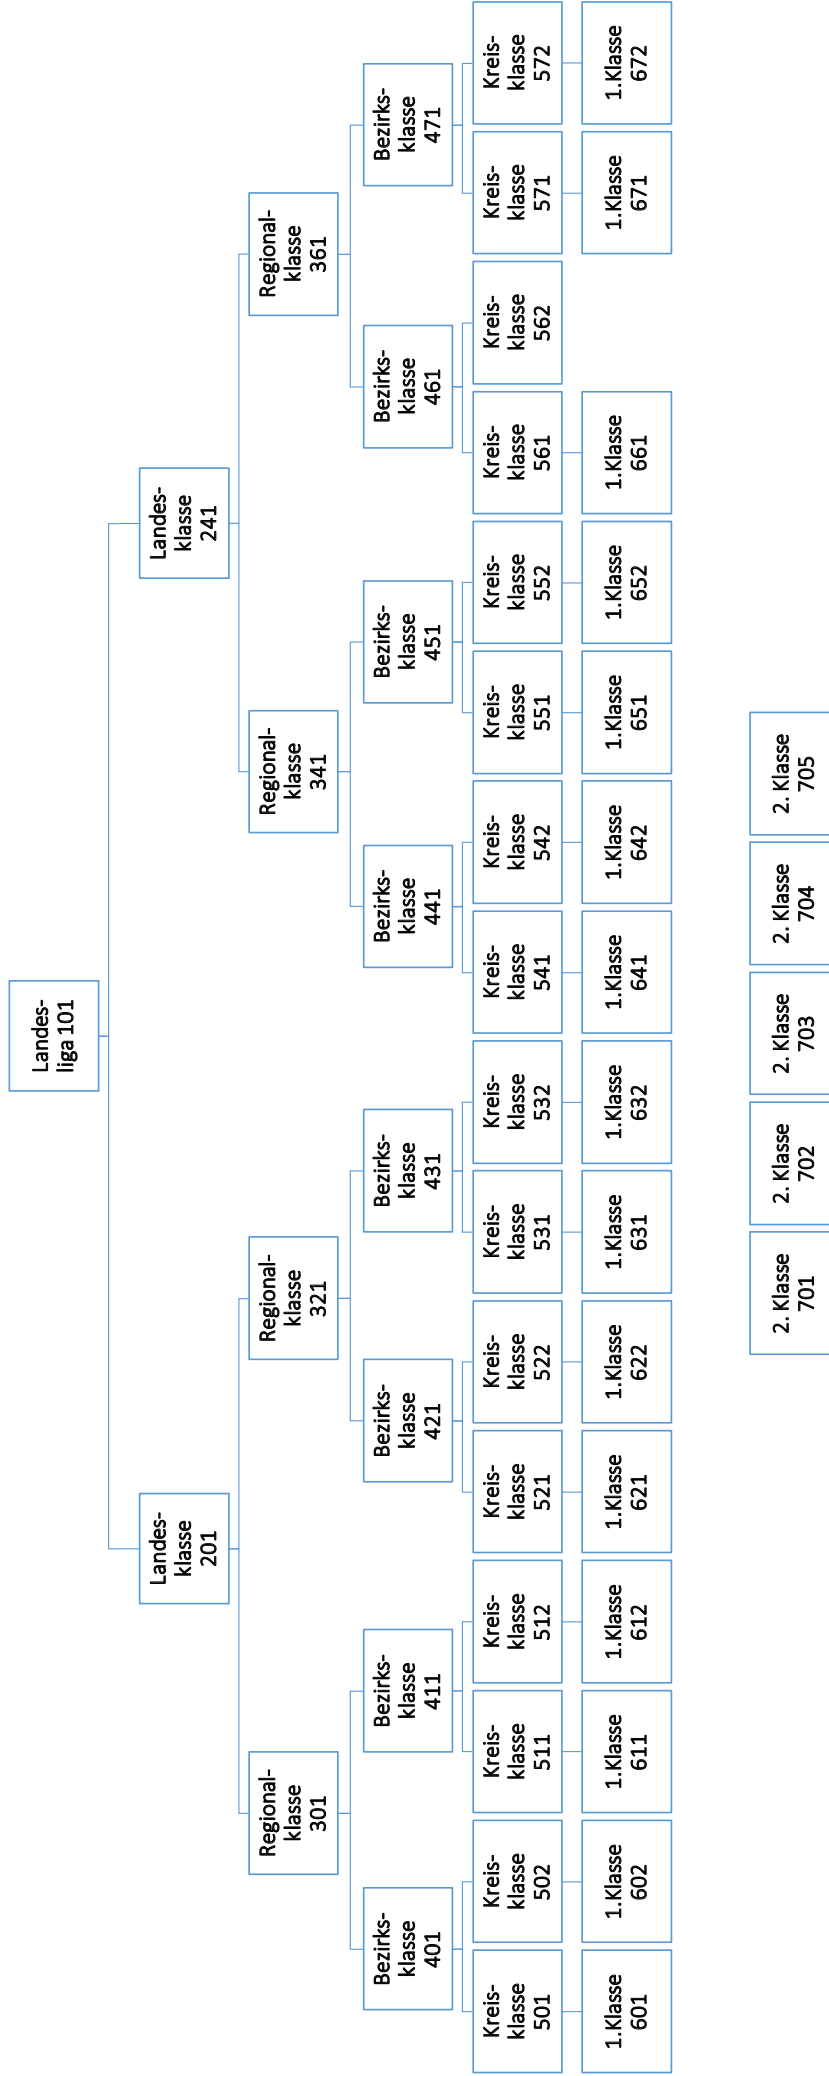 Landes-
liga 101
Landes-
klasse
201
Landes-
klasse
241
Regional-
klasse
301
Regional-
klasse
321
Regional-
klasse
341
Regional-
klasse
361
Bezirks-
klasse
401
Bezirks-
klasse
411
Bezirks-
klasse
421
Bezirks-
klasse
431
Bezirks-
klasse
441
Bezirks-
klasse
451
Bezirks-
klasse
461
Bezirks-
klasse
471
Kreis-
klasse
501
Kreis-
klasse
502
Kreis-
klasse
511
Kreis-
klasse
512
Kreis-
klasse
521
Kreis-
klasse
522
Kreis-
klasse
531
Kreis-
klasse
532
Kreis-
klasse
541
Kreis-
klasse
542
Kreis-
klasse
551
Kreis-
klasse
552
Kreis-
klasse
561
Kreis-
klasse
562
Kreis-
klasse
571
Kreis-
klasse
572
1.Klasse
601
1.Klasse
602
1.Klasse
611
1.Klasse
612
1.Klasse
621
1.Klasse
622
1.Klasse
631
1.Klasse
632
1.Klasse
641
1.Klasse
642
1.Klasse
651
1.Klasse
652
1.Klasse
661
1.Klasse
671
1.Klasse
672
2. Klasse
701
2. Klasse
702
2. Klasse
703
2. Klasse
704
2. Klasse
705